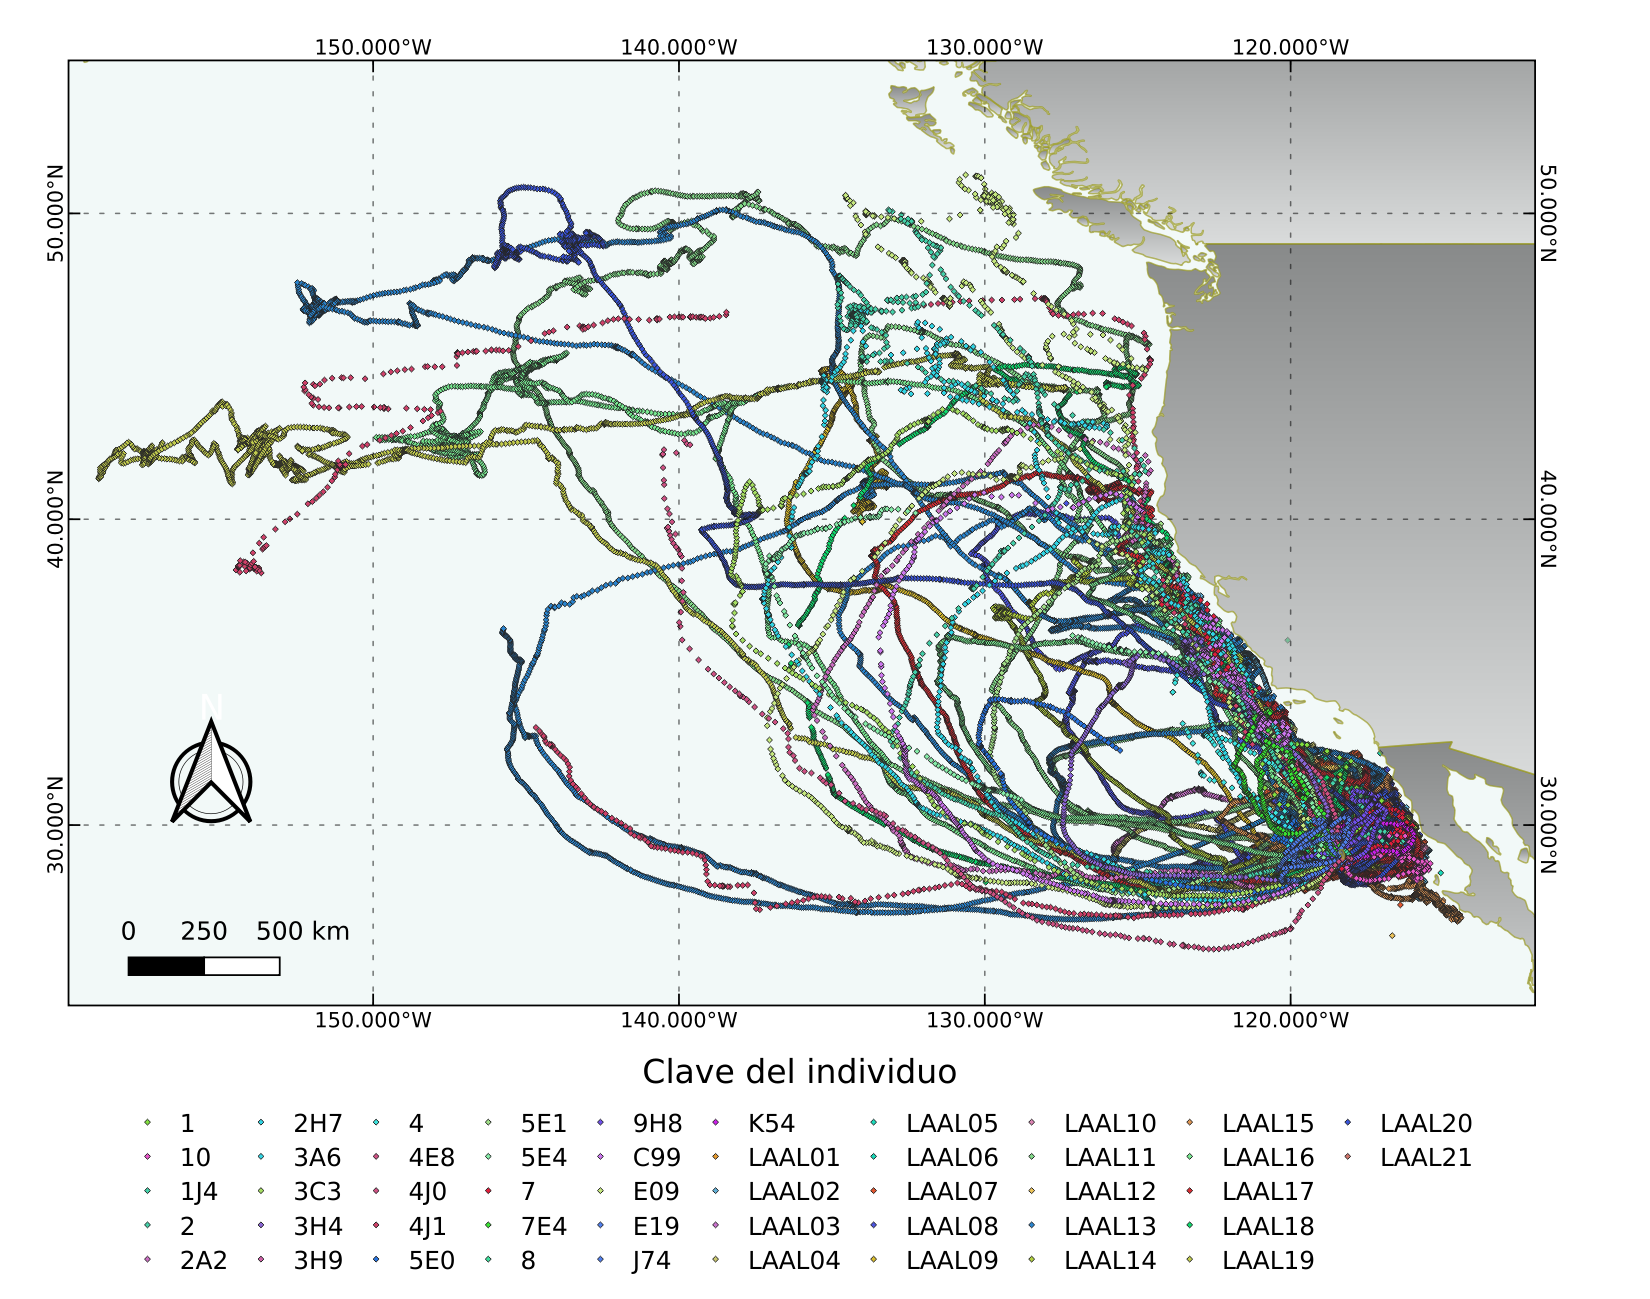 150.000°W 140.000°W 130.000°W 120.000°W
50.000°N 50.000°N
40.000°N 40.000°N
N
30.000°N 30.000°N
0 250 500 km
150.000°W 140.000°W 130.000°W 120.000°W
Clave del individuo
1 2H7 4 5E1 9H8 K54 LAAL05 LAAL10 LAAL15 LAAL20
10 3A6 4E8 5E4 C99 LAAL01 LAAL06 LAAL11 LAAL16 LAAL21
1J4 3C3 4J0 7 E09 LAAL02 LAAL07 LAAL12 LAAL17
2 3H4 4J1 7E4 E19 LAAL03 LAAL08 LAAL13 LAAL18
2A2 3H9 5E0 8 J74 LAAL04 LAAL09 LAAL14 LAAL19